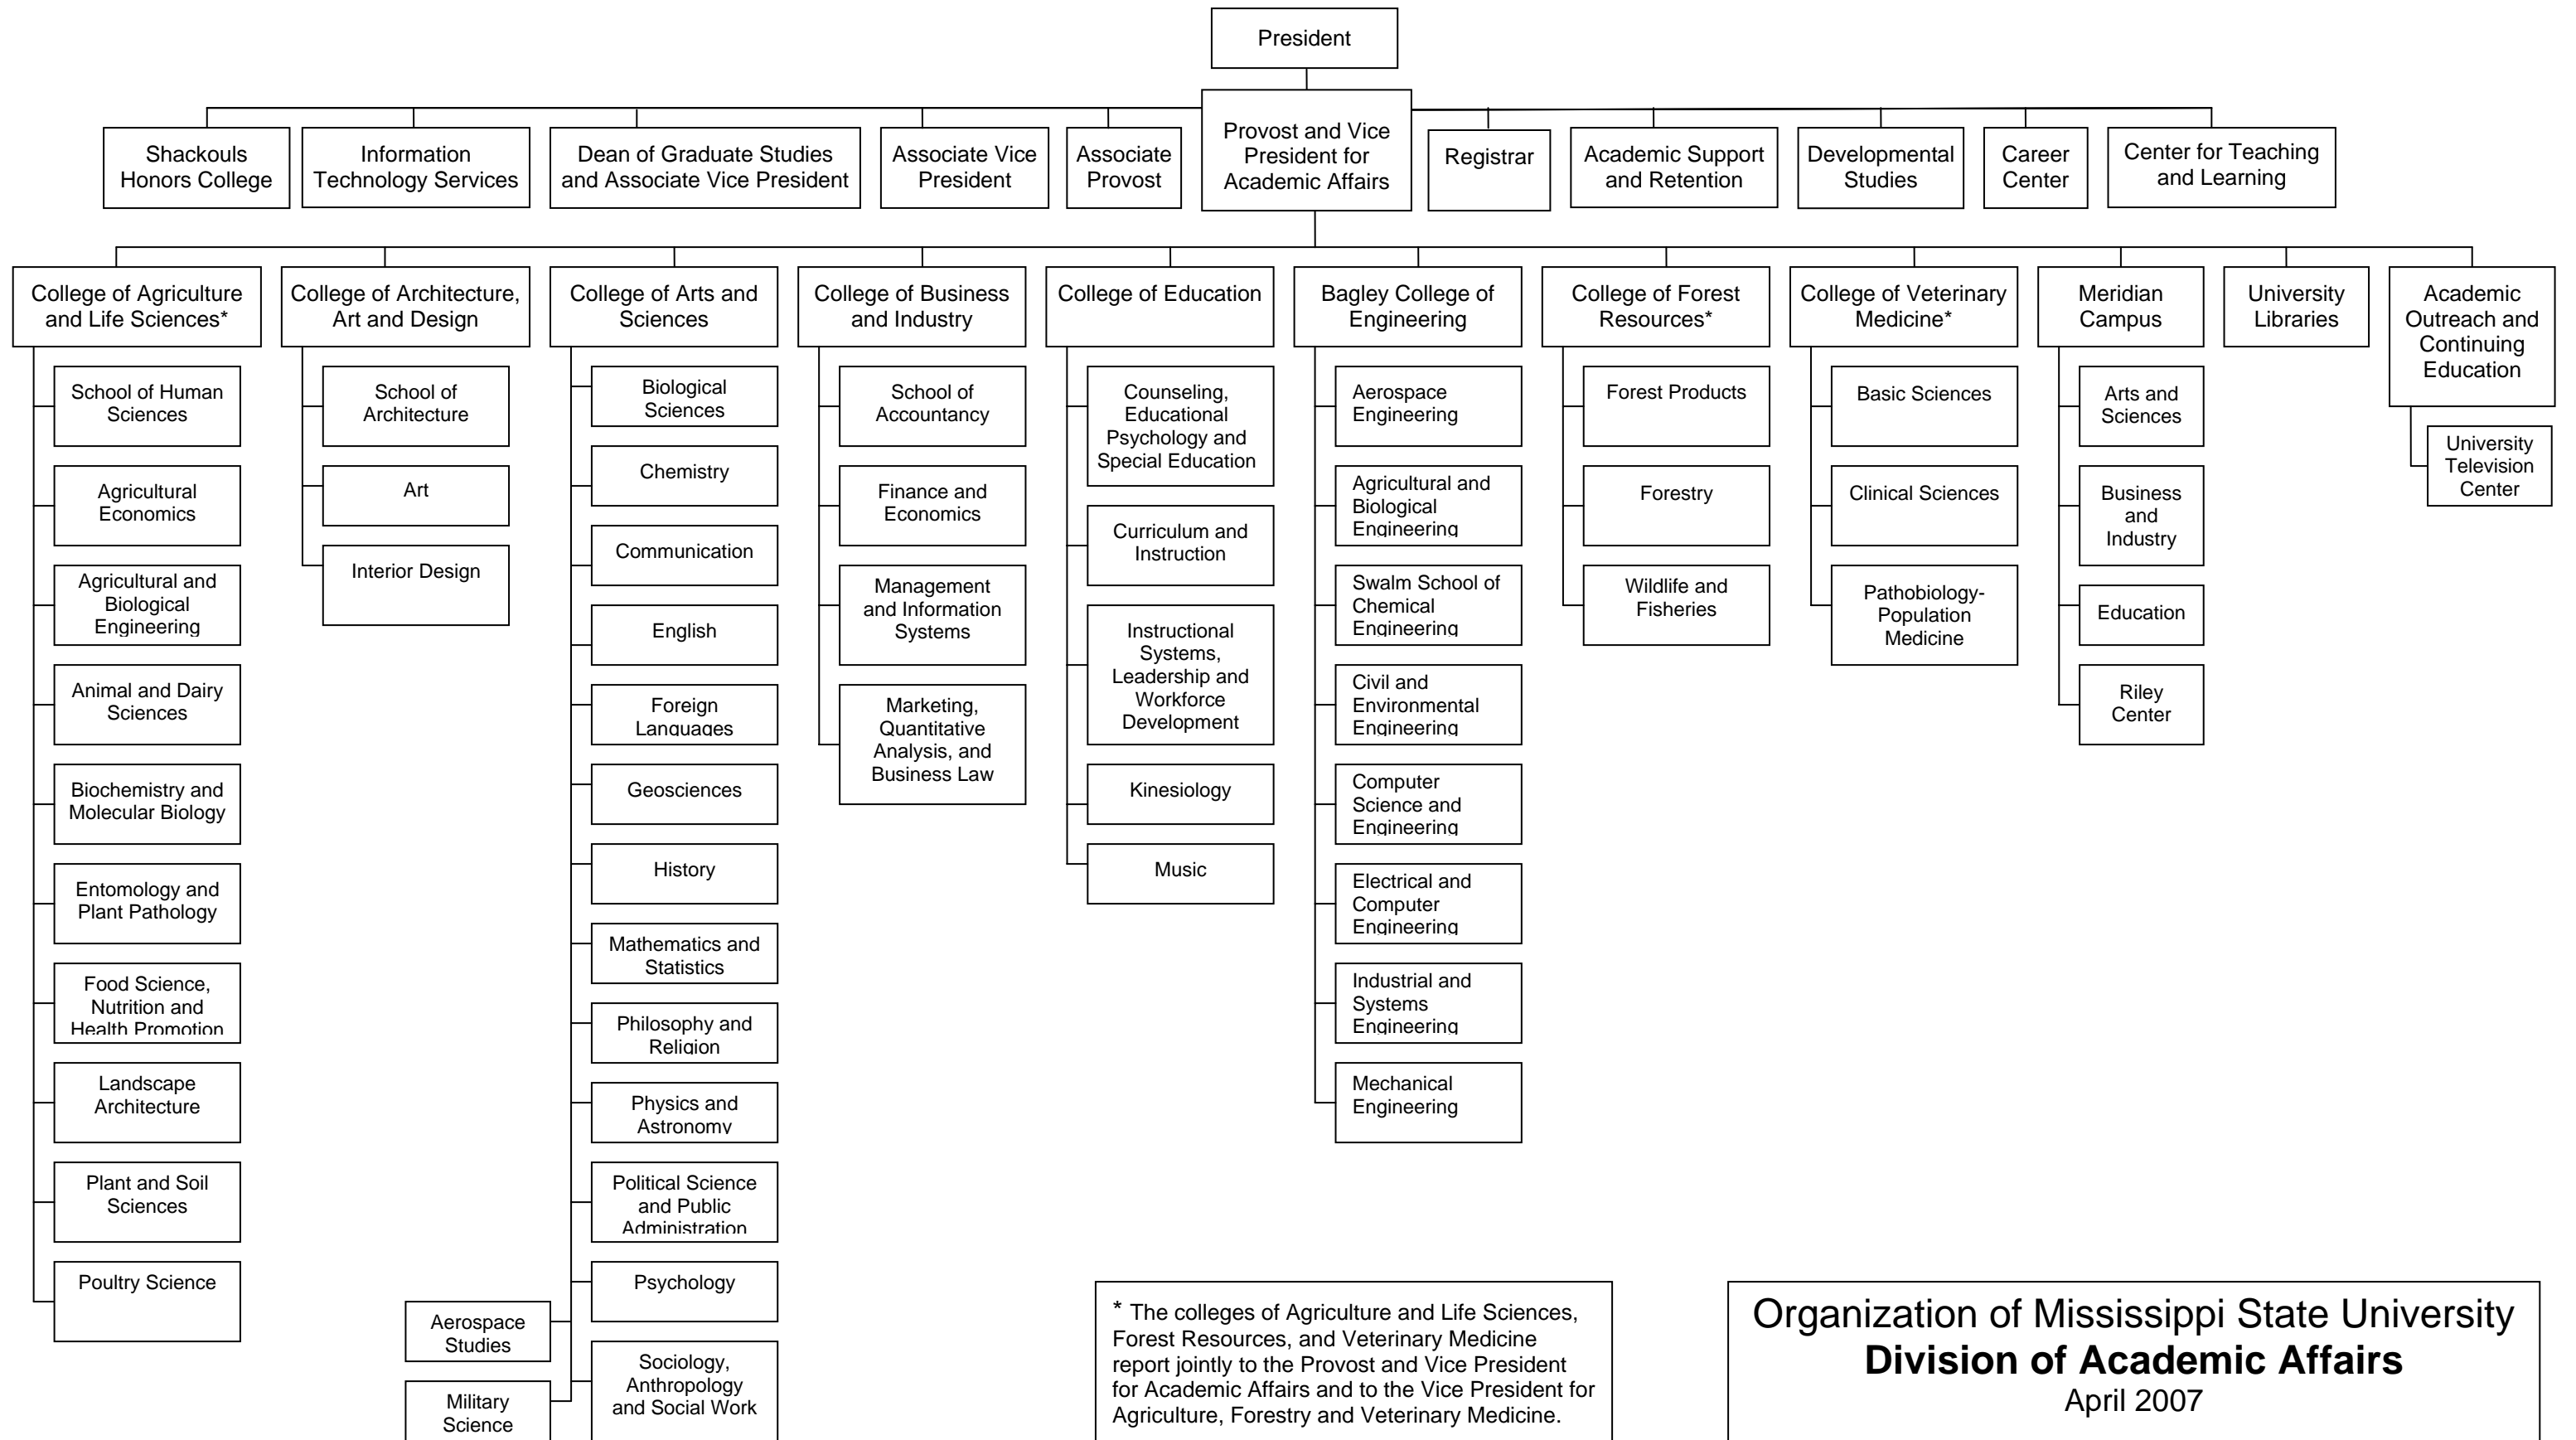 President
Shackouls
Honors College
Information
Technology Services
Dean of Graduate Studies
and Associate Vice President
Associate Vice
President
Associate
Provost
Provost and Vice
President for
Academic Affairs
Registrar
Academic Support
and Retention
Developmental
Studies
Career
Center
Center for Teaching
and Learning
College of Agriculture
and Life Sciences*
School of Human
Sciences
Agricultural
Economics
Agricultural and
Biological
Engineering
Animal and Dairy
Sciences
Biochemistry and
Molecular Biology
Entomology and
Plant Pathology
Food Science,
Nutrition and
Health Promotion
Landscape
Architecture
Plant and Soil
Sciences
Poultry Science
College of Architecture,
Art and Design
School of
Architecture
Art
Interior Design
College of Arts and
Sciences
Biological
Sciences
Chemistry
Communication
English
Foreign
Languages
Geosciences
History
Mathematics and
Statistics
Philosophy and
Religion
Physics and
Astronomy
Political Science
and Public
Administration
Psychology
Aerospace
Studies
Sociology,
Anthropology
and Social Work
Military
Science
College of Business
and Industry
School of
Accountancy
Finance and
Economics
Management
and Information
Systems
Marketing,
Quantitative
Analysis, and
Business Law
College of Education
Counseling,
Educational
Psychology and
Special Education
Curriculum and
Instruction
Instructional
Systems,
Leadership and
Workforce
Development
Kinesiology
Music
Bagley College of
Engineering
Aerospace
Engineering
Agricultural and
Biological
Engineering
Swalm School of
Chemical
Engineering
Civil and
Environmental
Engineering
Computer
Science and
Engineering
Electrical and
Computer
Engineering
Industrial and
Systems
Engineering
Mechanical
Engineering
College of Forest
Resources*
Forest Products
Forestry
Wildlife and
Fisheries
College of Veterinary
Medicine*
Basic Sciences
Clinical Sciences
Pathobiology-
Population
Medicine
Meridian
Campus
Arts and
Sciences
Business
and
Industry
Education
Riley
Center
University
Libraries
Academic
Outreach and
Continuing
Education
University
Television
Center
* The colleges of Agriculture and Life Sciences,
Forest Resources, and Veterinary Medicine
report jointly to the Provost and Vice President
for Academic Affairs and to the Vice President for
Agriculture, Forestry and Veterinary Medicine.
Organization of Mississippi State University
Division of Academic Affairs
April 2007